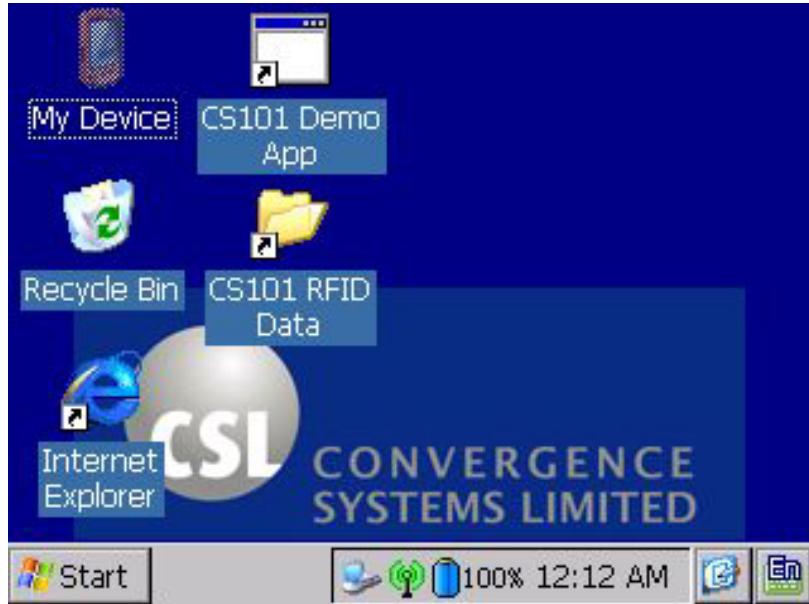 My Device
CS101 Demo
App
Recycle Bin
CS101 RFID
Data
Internet
Explorer
CSL
CONVERGENCE
SYSTEMS LIMITED
Start
100% 12:12 AM
En